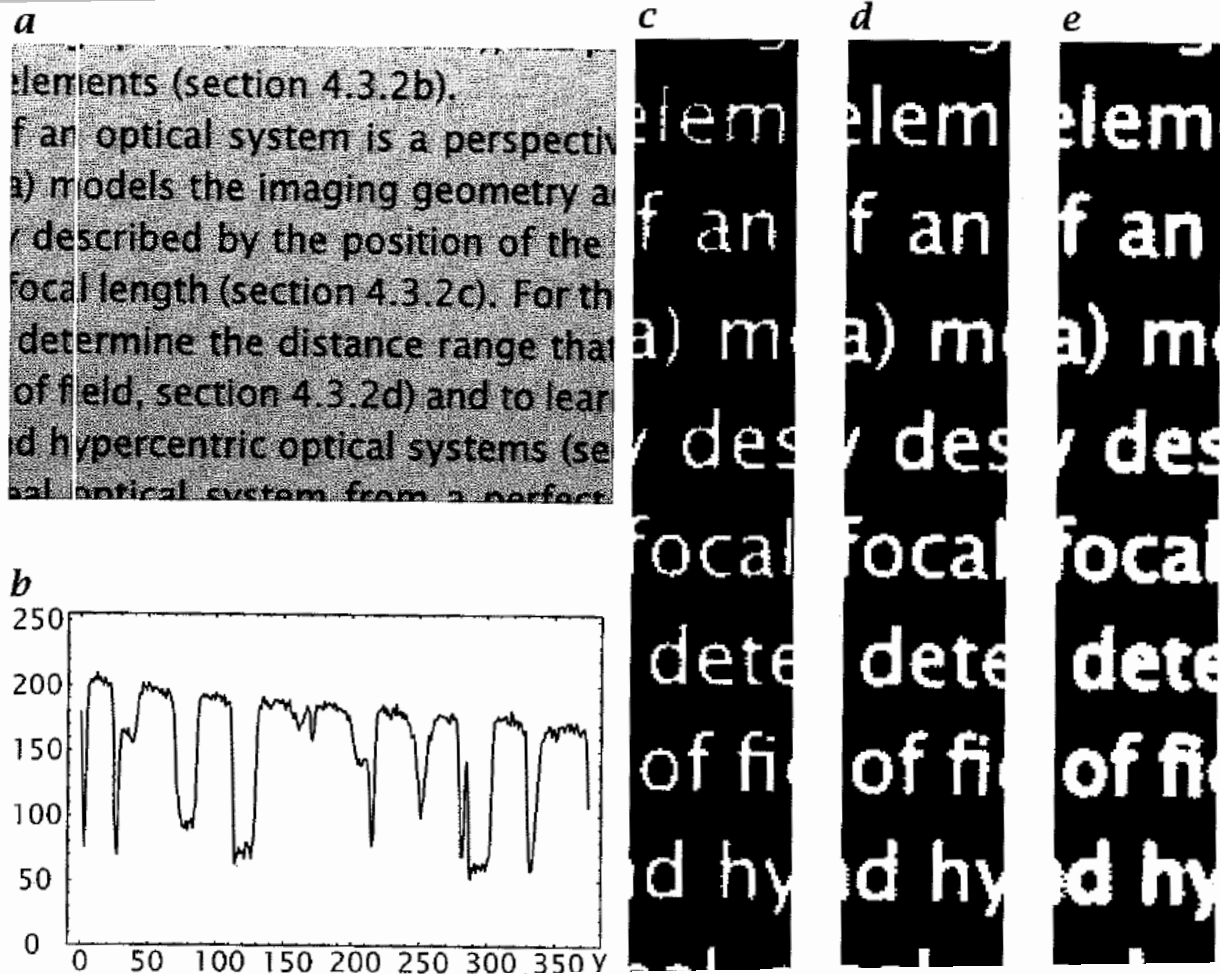 a
elements (section 4.3.2b).
f an optical system is a perspectiv
a) models the imaging geometry a
y described by the position of the
focal length (section 4.3.2c). For th
determine the distance range that
of field, section 4.3.2d) and to lear
d hypercentric optical systems (se
optical system from a perfect
b
250
200
150
100
50
0
0 50 100 150 200 250 300 350 Y
c
elem
f an
a) m
y des
focal
dete
of fi
d hy
d
elem
f an
a) m
y des
focal
dete
of fi
d hy
e
elem
f an
a) m
y des
focal
dete
of fi
d hy